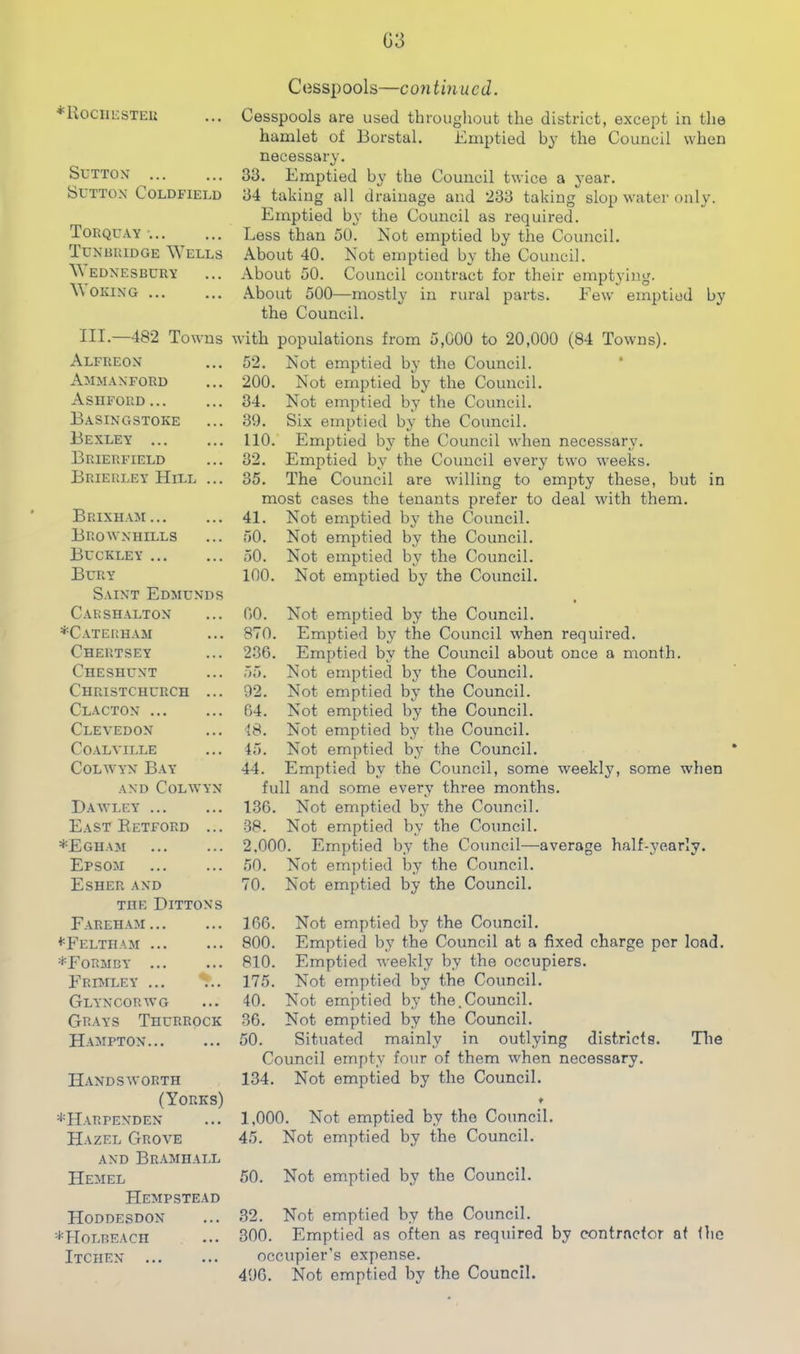 63
Cesspools—continued.
*Rochester ... Cesspools are used throughout the district, except in the
hamlet of Borstal. Emptied by the Council when
necessary.
Sutton ... ... 33. Emptied by the Council twice a year.
Sutton Coldfield 34 taking all drainage and 233 taking slop water only.
Emptied by the Council as required.
Torquay ... ... Less than 50. Not emptied by the Council.
Tunbridge Wells About 40. Not emptied by the Council.
Wednesbury ... About 50. Council contract for their emptying.
Woking ... ... About 500—mostly in rural parts. Few emptied by
the Council.
III.—482 Towns with populations from 5,000 to 20,000 (84 Towns).
Alfreon ... 52. Not emptied by the Council.
Ammanford ... 200. Not emptied by the Council.
Ashford ... ... 34. Not emptied by the Council.
Basingstoke ... 39. Six emptied by the Council.
Bexley ... ... 110. Emptied by the Council when necessary.
Brierfield ... 32. Emptied by the Council every two weeks.
Brierley Hill ... 35. The Council are willing to empty these, but in
most cases the tenants prefer to deal with them.
Brixham ... ... 41. Not emptied by the Council.
Brownhills ... 50. Not emptied by the Council.
Buckley ... ... 50. Not emptied by the Council.
Bury 100. Not emptied by the Council.
Saint Edmunds
Carshalton ... 60. Not emptied by the Council.
*Caterham ... 870. Emptied by the Council when required.
Chertsey ... 236. Emptied by the Council about once a month.
Cheshunt ... 55. Not emptied by the Council.
Christchurch ... 92. Not emptied by the Council.
Clacton ... ... 64. Not emptied by the Council.
Clevedon ... 48. Not emptied by the Council.
Coalville ... 45. Not emptied by the Council.
Colwyn Bay 44. Emptied by the Council, some weekly, some when
and Colwyn full and some every three months.
Dawley ... ... 136. Not emptied by the Council.
East Retford ... 38. Not emptied by the Council.
*Egham ... ... 2,000. Emptied by the Council—average half-yearly.
Epsom ... ... 50. Not emptied by the Council.
Esher and 70. Not emptied by the Council.
the Dittons
Fareham ... ... 166. Not emptied by the Council.
*Feltham ... ... 800. Emptied by the Council at a fixed charge per load.
*Formby ... ... 810. Emptied weekly by the occupiers.
Frimley ... ... 175. Not emptied by the Council.
Glyncorwg ... 40. Not emptied by the Council.
Grays Thurrock 36. Not emptied by the Council.
Hampton... ... 50. Situated mainly in outlying districts. The
Council empty four of them when necessary.
Handsworth 134. Not emptied by the Council.
(Yorks)
*Harpenden ... 1,000. Not emptied by the Council.
Hazel Grove 45. Not emptied by the Council.
and Bramhall
Hemel 50. Not emptied by the Council.
Hempstead
Hoddesdon ... 32. Not emptied by the Council.
*Holbeach ... 300. Emptied as often as required by contractor at the
Itchen ... ... occupier's expense.
496. Not emptied by the Council.